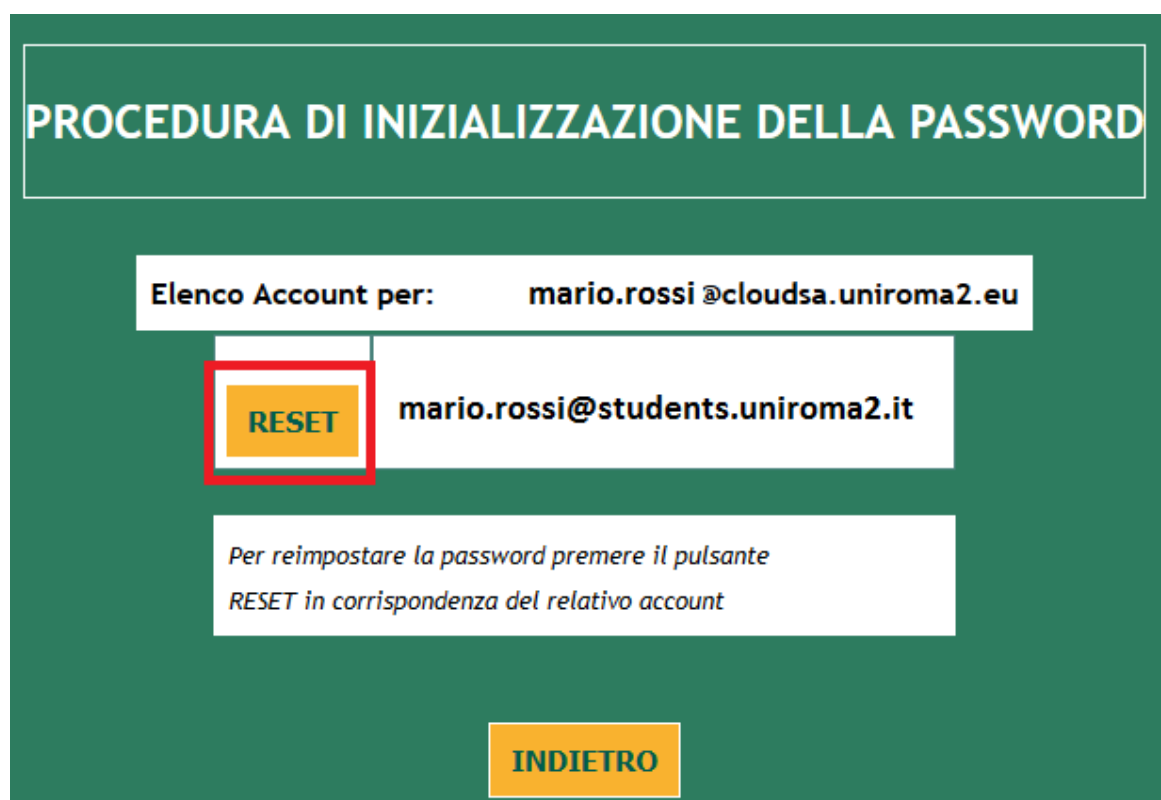 PROCEDURA DI INIZIALIZZAZIONE DELLA PASSWORD
Elenco Account per: mario.rossi @cloudsa.uniroma2.eu
RESET mario.rossi@students.uniroma2.it
Per reimpostare la password premere il pulsante
RESET in corrispondenza del relativo account
INDIETRO